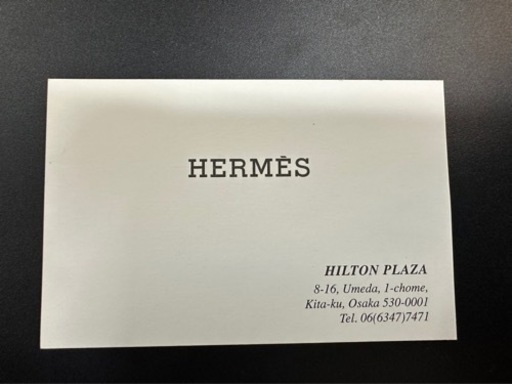 HERMÈS
HILTON PLAZA
8-16, Umeda, 1-chome,
Kita-ku, Osaka 530-0001
Tel. 06(6347)7471